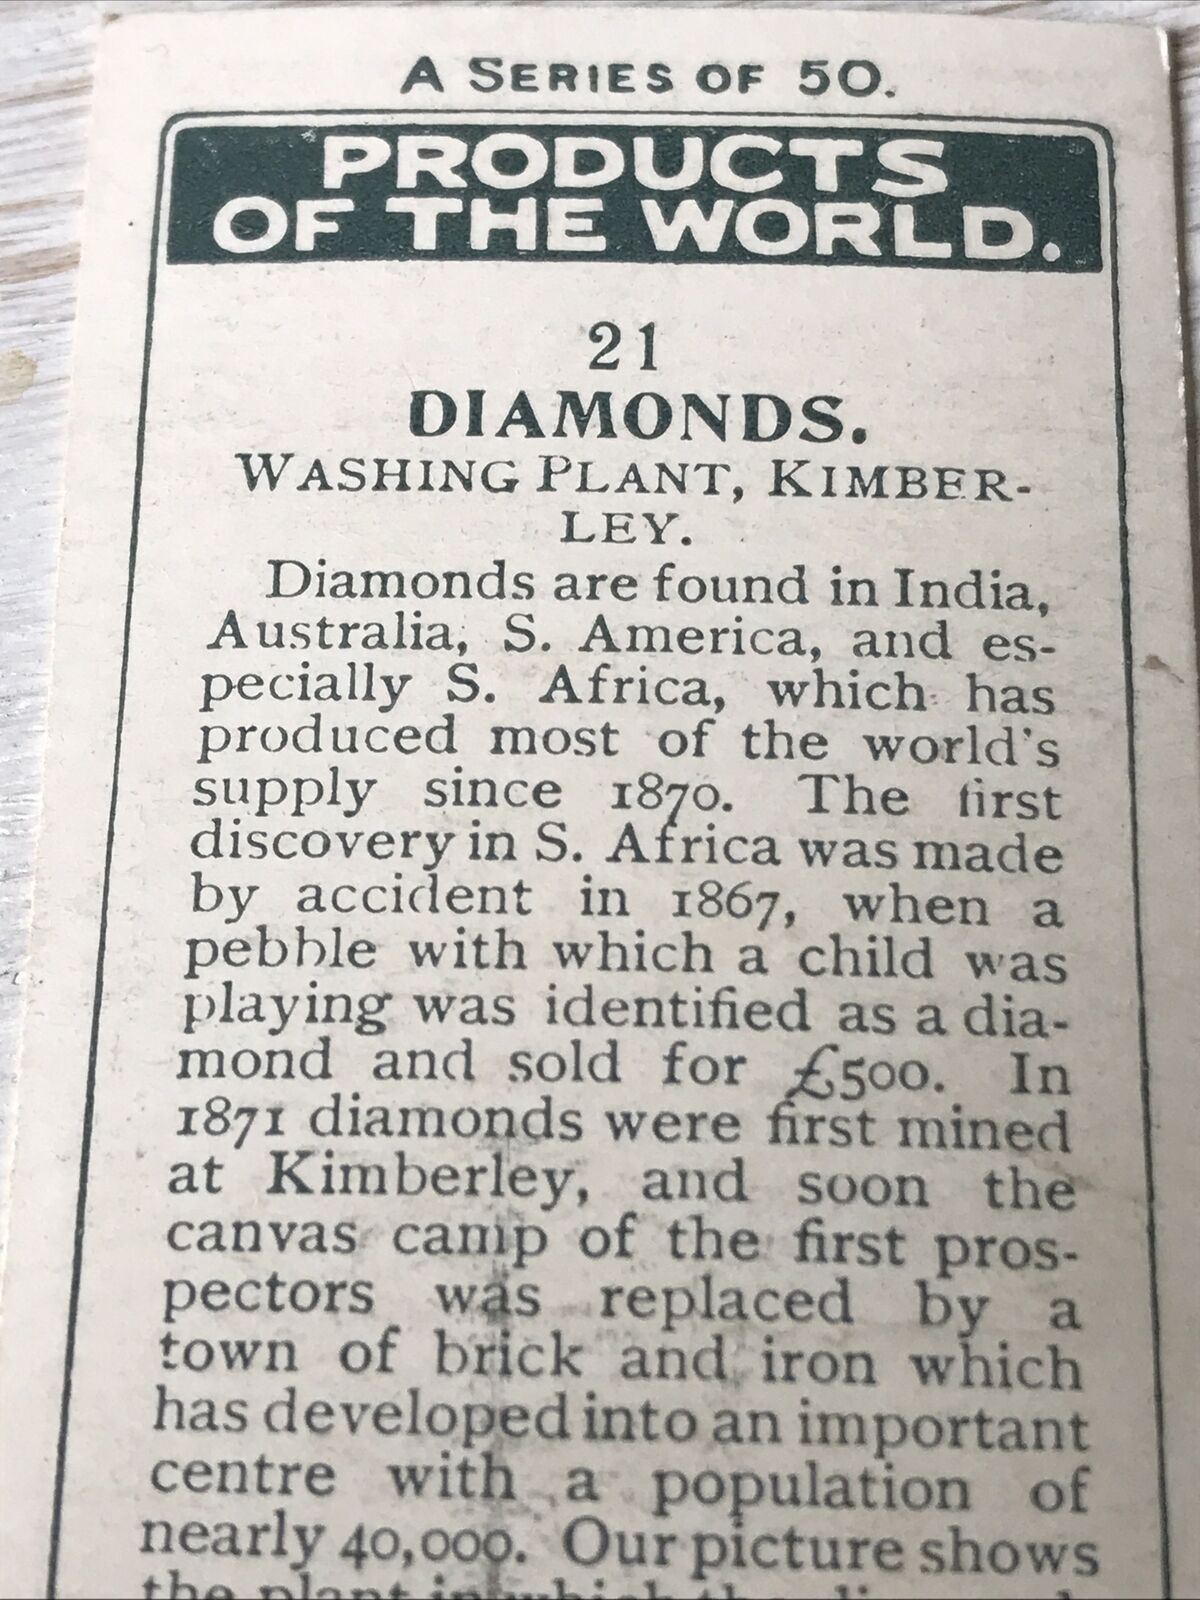 A SERIES OF 50.
PRODUCTS
OF THE WORLD.
21
DIAMONDS.
WASHING PLANT, KIMBER-
LEY.
Diamonds are found in India,
Australia, S. America, and es-
pecially S. Africa, which has
produced most of the world's
supply since 1870. The first
discovery in S. Africa was made
by accident in 1867, when a
pebble with which a child was
playing was identified as a dia-
mond and sold for £500. In
1871 diamonds were first mined
at Kimberley, and soon the
canvas camp of the first pros-
pectors was replaced by a
town of brick and iron which
has developed into an important
centre with a population of
nearly 40,000. Our picture shows
the plant in which the